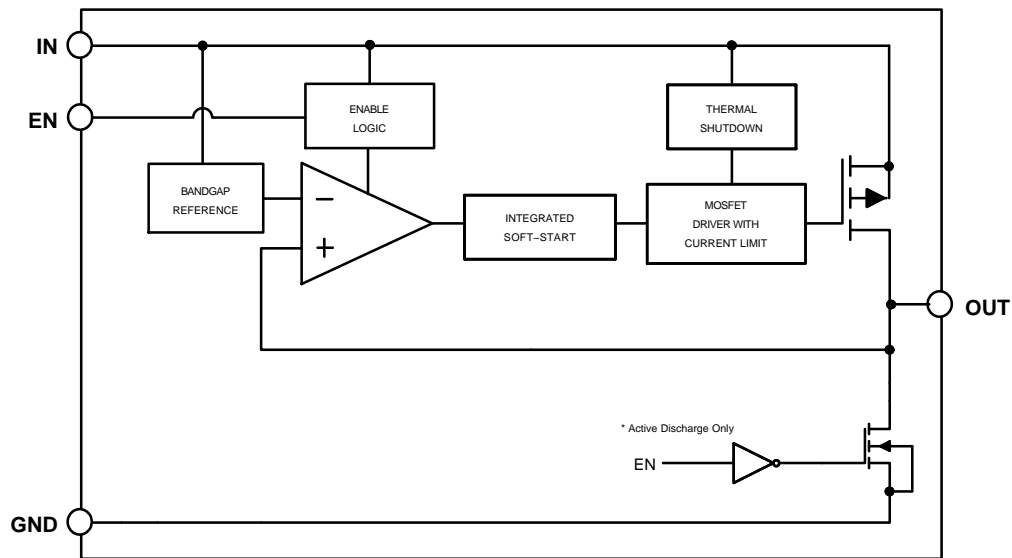 IN
EN
ENABLE
LOGIC
THERMAL
SHUTDOWN
BANDGAP
REFERENCE
−
+
INTEGRATED
SOFT−START
MOSFET
DRIVER WITH
CURRENT LIMIT
OUT
* Active Discharge Only
EN
GND